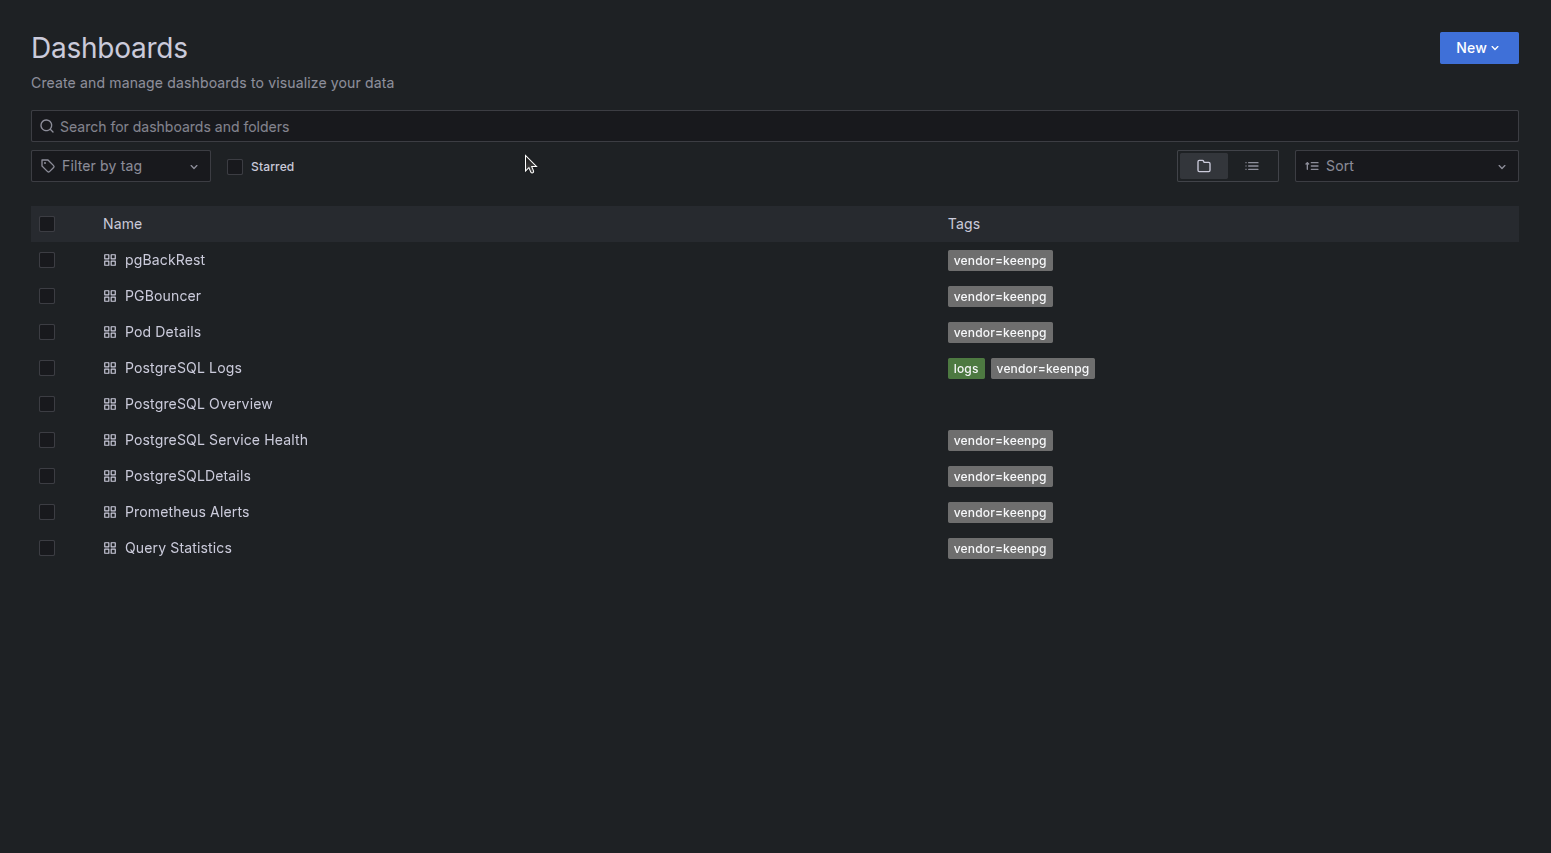 Dashboards
New
Create and manage dashboards to visualize your data
Search for dashboards and folders
Filter by tag
Starred
Sort
Name
Tags
pgBackRest
vendor=keenpg
PGBouncer
vendor=keenpg
Pod Details
vendor=keenpg
PostgreSQL Logs
logs
vendor=keenpg
PostgreSQL Overview
PostgreSQL Service Health
vendor=keenpg
PostgreSQLDetails
vendor=keenpg
Prometheus Alerts
vendor=keenpg
Query Statistics
vendor=keenpg